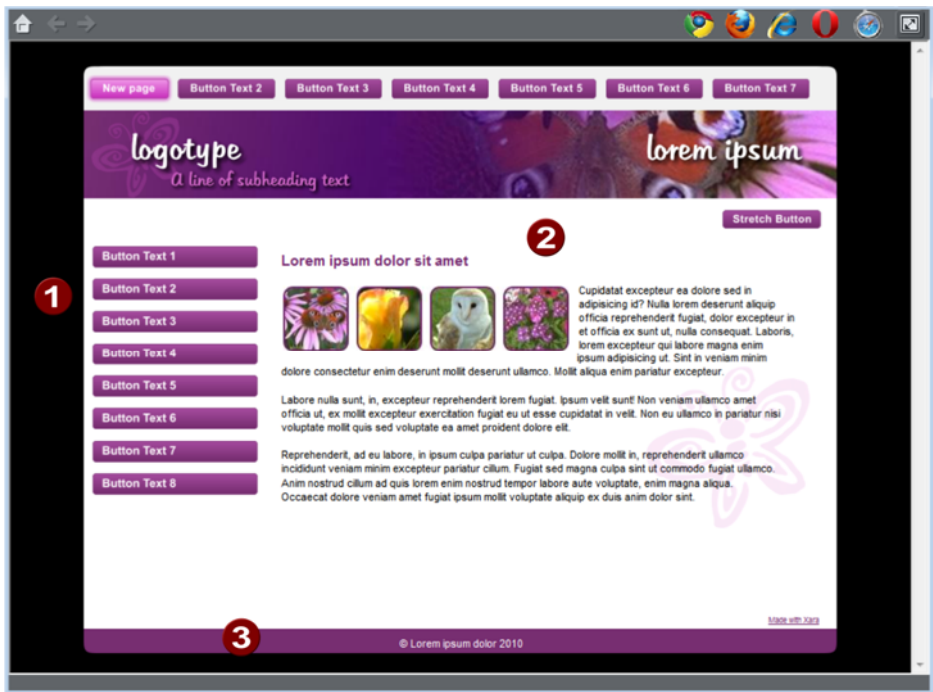 New page Button Text 2 Button Text 3 Button Text 4 Button Text 5 Button Text 6 Button Text 7
logotype
lorem ipsum
A line of subheading text
Stretch Button
2
Button Text 1
Button Text 2
Button Text 3
Button Text 4
Button Text 5
Button Text 6
Button Text 7
Button Text 8
1
Lorem ipsum dolor sit amet
Cupidatat excepteur ea dolore sed in
adipisicing id? Nulla lorem deserunt aliquip
officia reprehenderit fugiat, dolor excepteur in
et officia ex sunt ut, nulla consequat. Laboris,
lorem excepteur qui labore magna enim
ipsum adipisicing ut. Sint in veniam minim
dolore consectetur enim deserunt mollit deserunt ullamco. Mollit aliqua enim pariatur excepteur.
Labore nulla sunt, in, excepteur reprehenderit lorem fugiat. Ipsum velit sunt! Non veniam ullamco amet
officia ut, ex mollit excepteur exercitation fugiat eu ut esse cupidatat in velit. Non eu ullamco in pariatur nisi
voluptate mollit quis sed voluptate ea amet proident dolore elit.
Reprehenderit, ad eu labore, in ipsum culpa pariatur ut culpa. Dolore mollit in, reprehenderit ullamco
incididunt veniam minim excepteur pariatur cillum. Fugiat sed magna culpa sint ut commodo fugiat ullamco.
Anim nostrud cillum ad quis lorem enim nostrud tempor labore aute voluptate, enim magna aliqua.
Occaecat dolore veniam amet fugiat ipsum mollit voluptate aliquip ex duis anim dolor sint.
Made with Xara
3
© Lorem ipsum dolor 2010